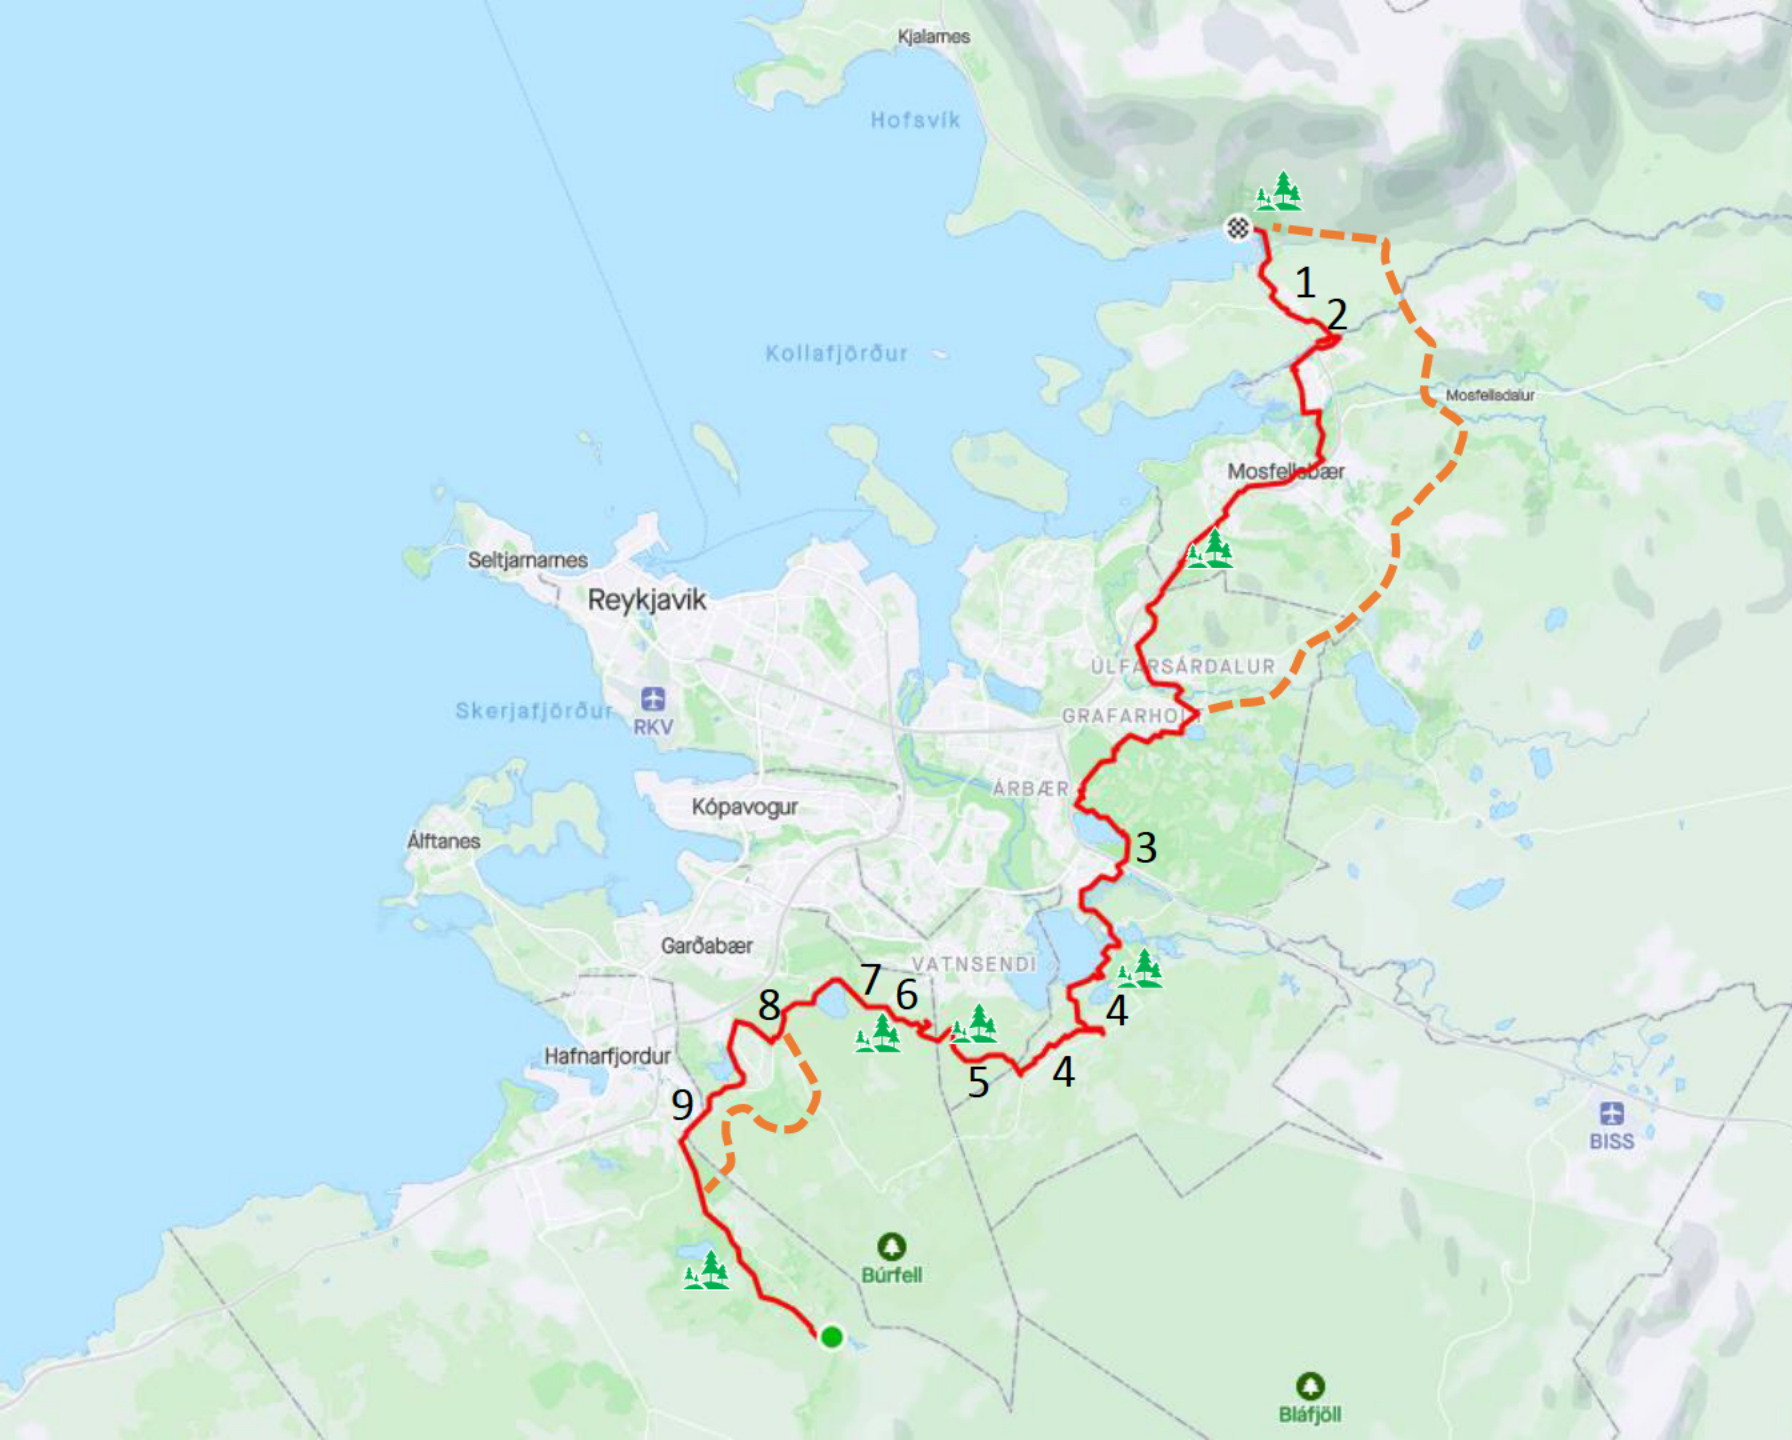 Kjalarnes
Hofsvík
1
2
Kollafjörður
Mosfellsdalur
Mosfellsbær
Seltjarnarnes
Reykjavik
ÚLFARSÁRDALUR
Skerjafjörður
RKV
GRAFARHOLT
ÁRBÆR
Kópavogur
Álftanes
3
Garðabær
VATNSENDI
7
6
8
4
Hafnarfjordur
5
4
9
BISS
Búrfell
Bláfjöll